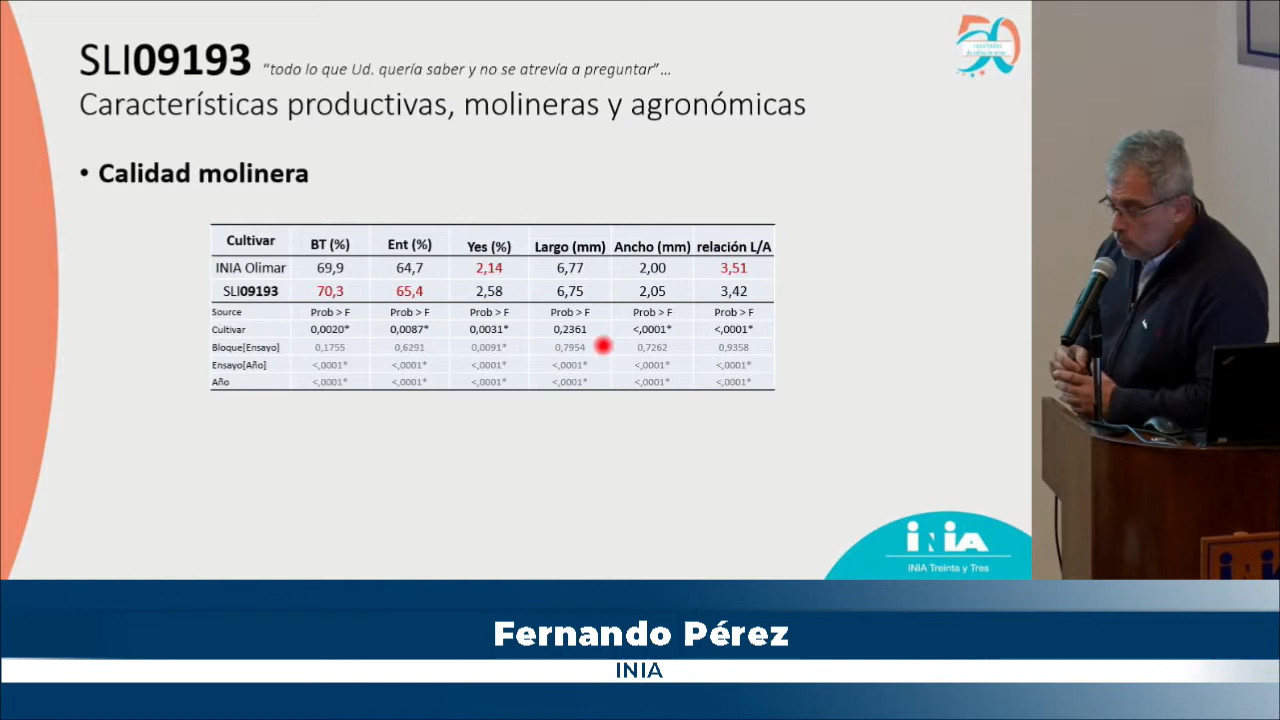 SLI09193 “todo lo que Ud. quería saber y no se atrevía a preguntar”...
Características productivas, molineras y agronómicas
• Calidad molinera
Cultivar BT (%) Ent (%) Yes (%) Largo (mm) Ancho (mm) relación L/A
INIA Olimar 69,9 64,7 2,14 6,77 2,00 3,51
SLI09193 70,3 65,4 2,58 6,75 2,05 3,42
Source Prob > F Prob > F Prob > F Prob > F Prob > F Prob > F
Cultivar 0,0020* 0,0087* 0,0031* 0,2361 <,0001* <,0001*
Bloque[Ensayo] 0,1755 0,6291 0,0091* 0,7954 0,7262 0,9358
Ensayo[Año] <,0001* <,0001* <,0001* <,0001* <,0001* <,0001*
Año <,0001* <,0001* <,0001* <,0001* <,0001* <,0001*
50
INIA
INIA Treinta y Tres
Fernando Pérez
INIA